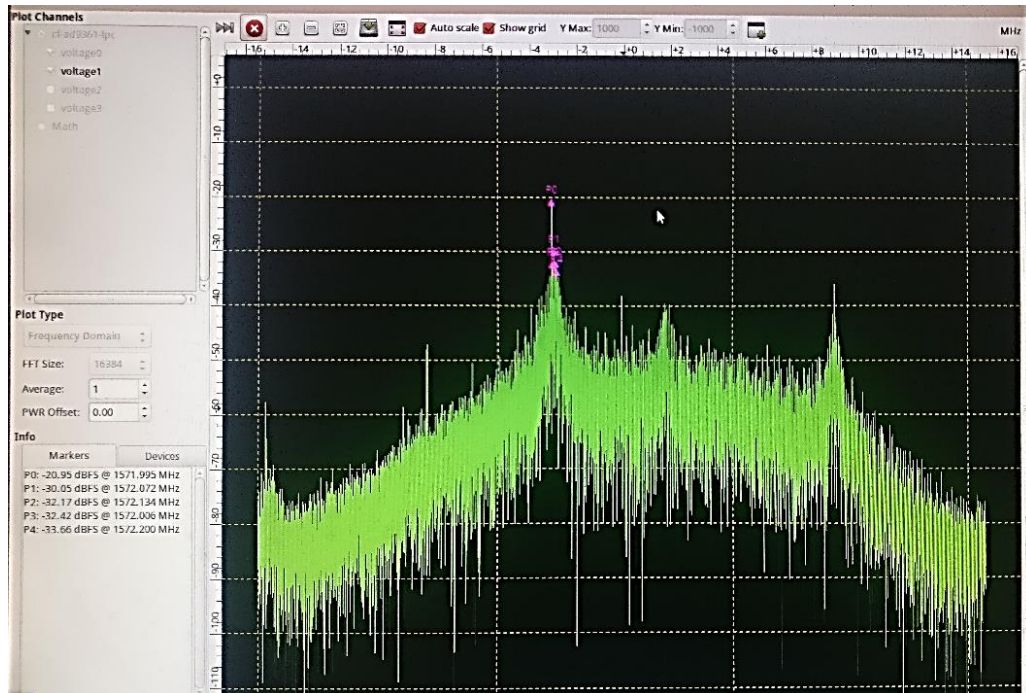 Plot Channels
cf-ad9361-lpc
voltage0
voltage1
voltage2
voltage3
Math
Plot Type
Frequency Domain
FFT Size: 16384
Average: 1
PWR Offset: 0.00
Info
Markers Devices
P0: -20.95 dBFS @ 1571.995 MHz
P1: -30.05 dBFS @ 1572.072 MHz
P2: -32.17 dBFS @ 1572.134 MHz
P3: -32.42 dBFS @ 1572.006 MHz
P4: -33.66 dBFS @ 1572.200 MHz
Auto scale Show grid Y Max: 1000 Y Min: -1000
MHz
-16 -14 -12 -10 -8 -6 -4 -2 +0 +2 +4 +6 +8 +10 +12 +14 +16
+0
-10
-20
-30
-40
-50
-60
-70
-80
-90
-100
-110
P0